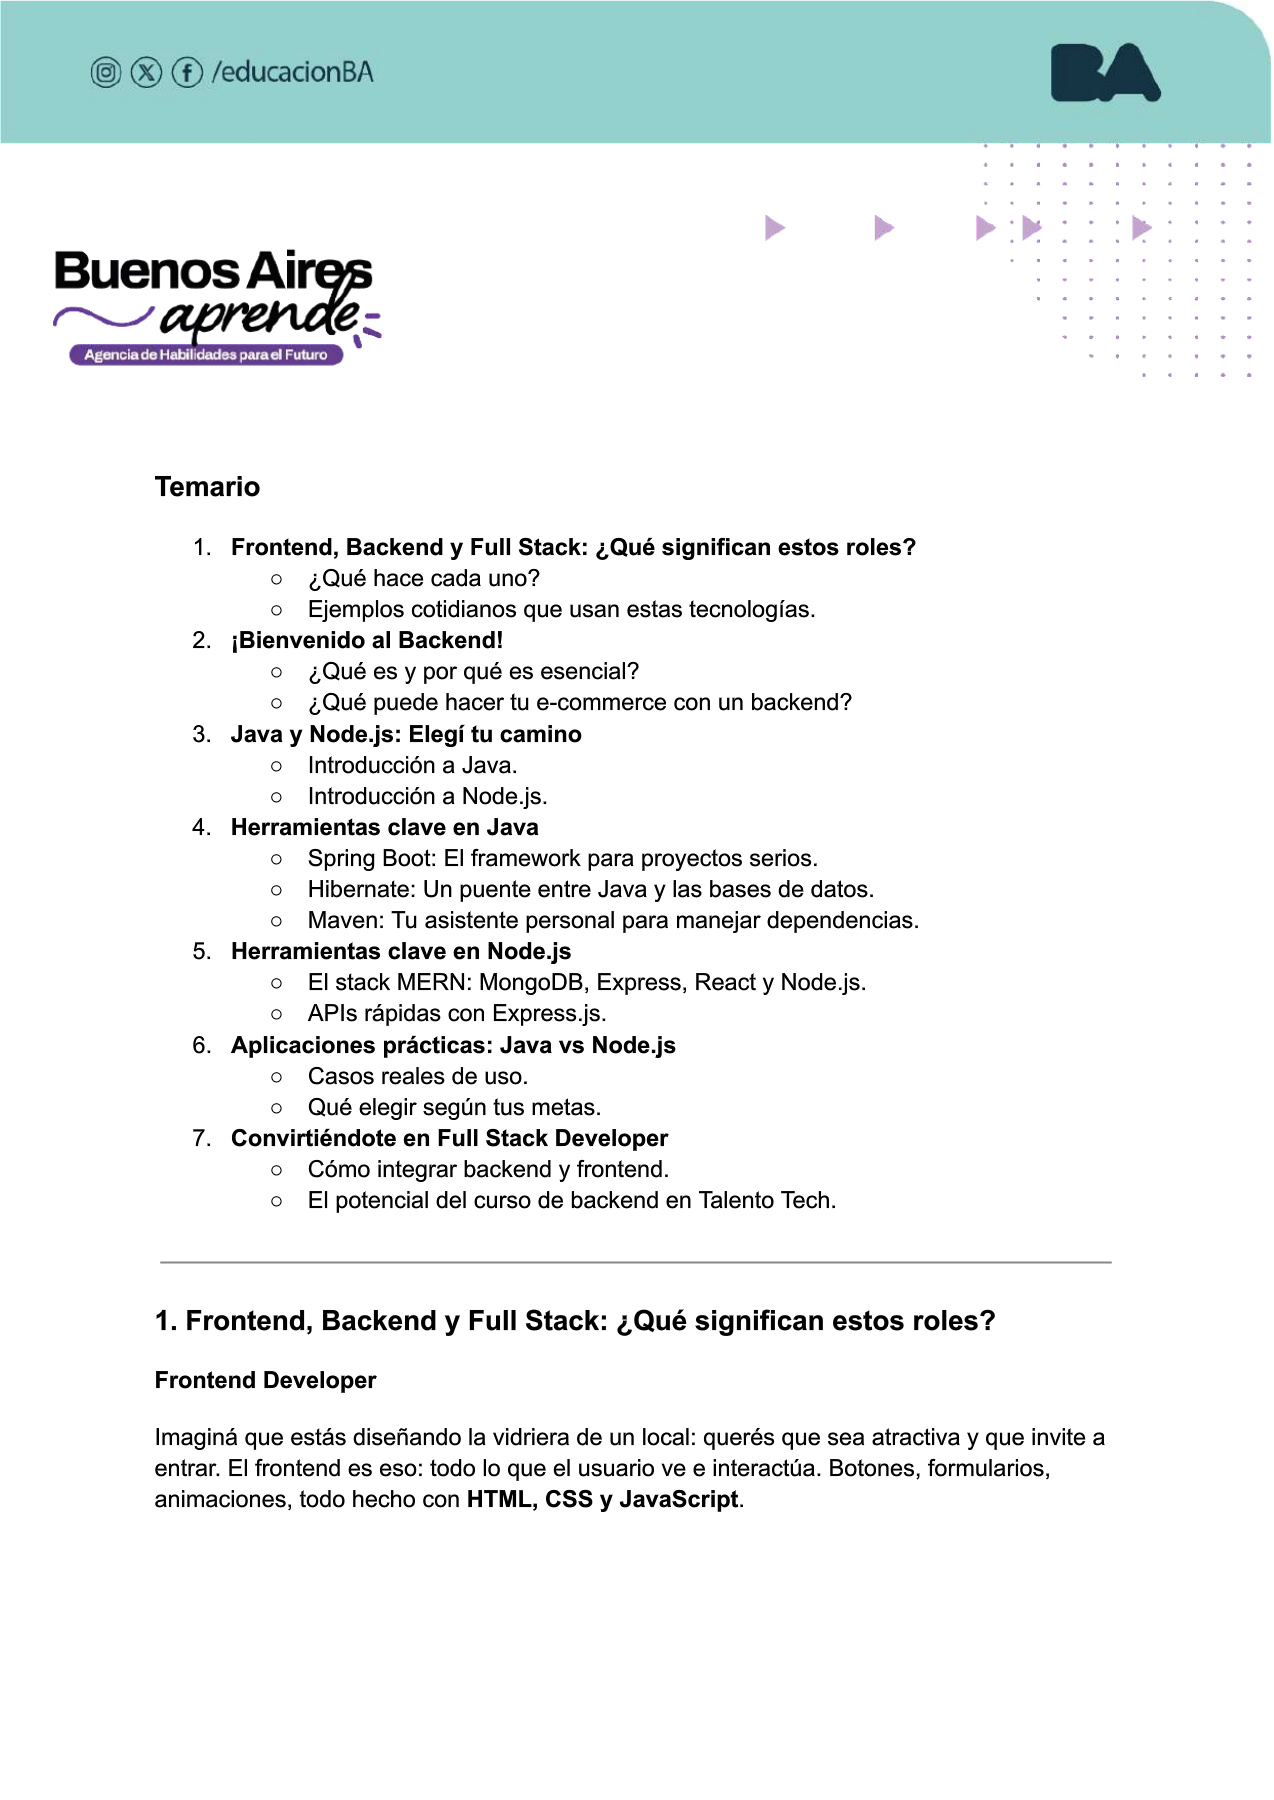 /educacionBA
BA
Buenos Aires
aprende
Agencia de Habilidades para el Futuro
Temario
1. Frontend, Backend y Full Stack: ¿Qué significan estos roles?
○ ¿Qué hace cada uno?
○ Ejemplos cotidianos que usan estas tecnologías.
2. ¡Bienvenido al Backend!
○ ¿Qué es y por qué es esencial?
○ ¿Qué puede hacer tu e-commerce con un backend?
3. Java y Node.js: Elegí tu camino
○ Introducción a Java.
○ Introducción a Node.js.
4. Herramientas clave en Java
○ Spring Boot: El framework para proyectos serios.
○ Hibernate: Un puente entre Java y las bases de datos.
○ Maven: Tu asistente personal para manejar dependencias.
5. Herramientas clave en Node.js
○ El stack MERN: MongoDB, Express, React y Node.js.
○ APIs rápidas con Express.js.
6. Aplicaciones prácticas: Java vs Node.js
○ Casos reales de uso.
○ Qué elegir según tus metas.
7. Convirtiéndote en Full Stack Developer
○ Cómo integrar backend y frontend.
○ El potencial del curso de backend en Talento Tech.
1. Frontend, Backend y Full Stack: ¿Qué significan estos roles?
Frontend Developer
Imaginá que estás diseñando la vidriera de un local: querés que sea atractiva y que invite a
entrar. El frontend es eso: todo lo que el usuario ve e interactúa. Botones, formularios,
animaciones, todo hecho con HTML, CSS y JavaScript.